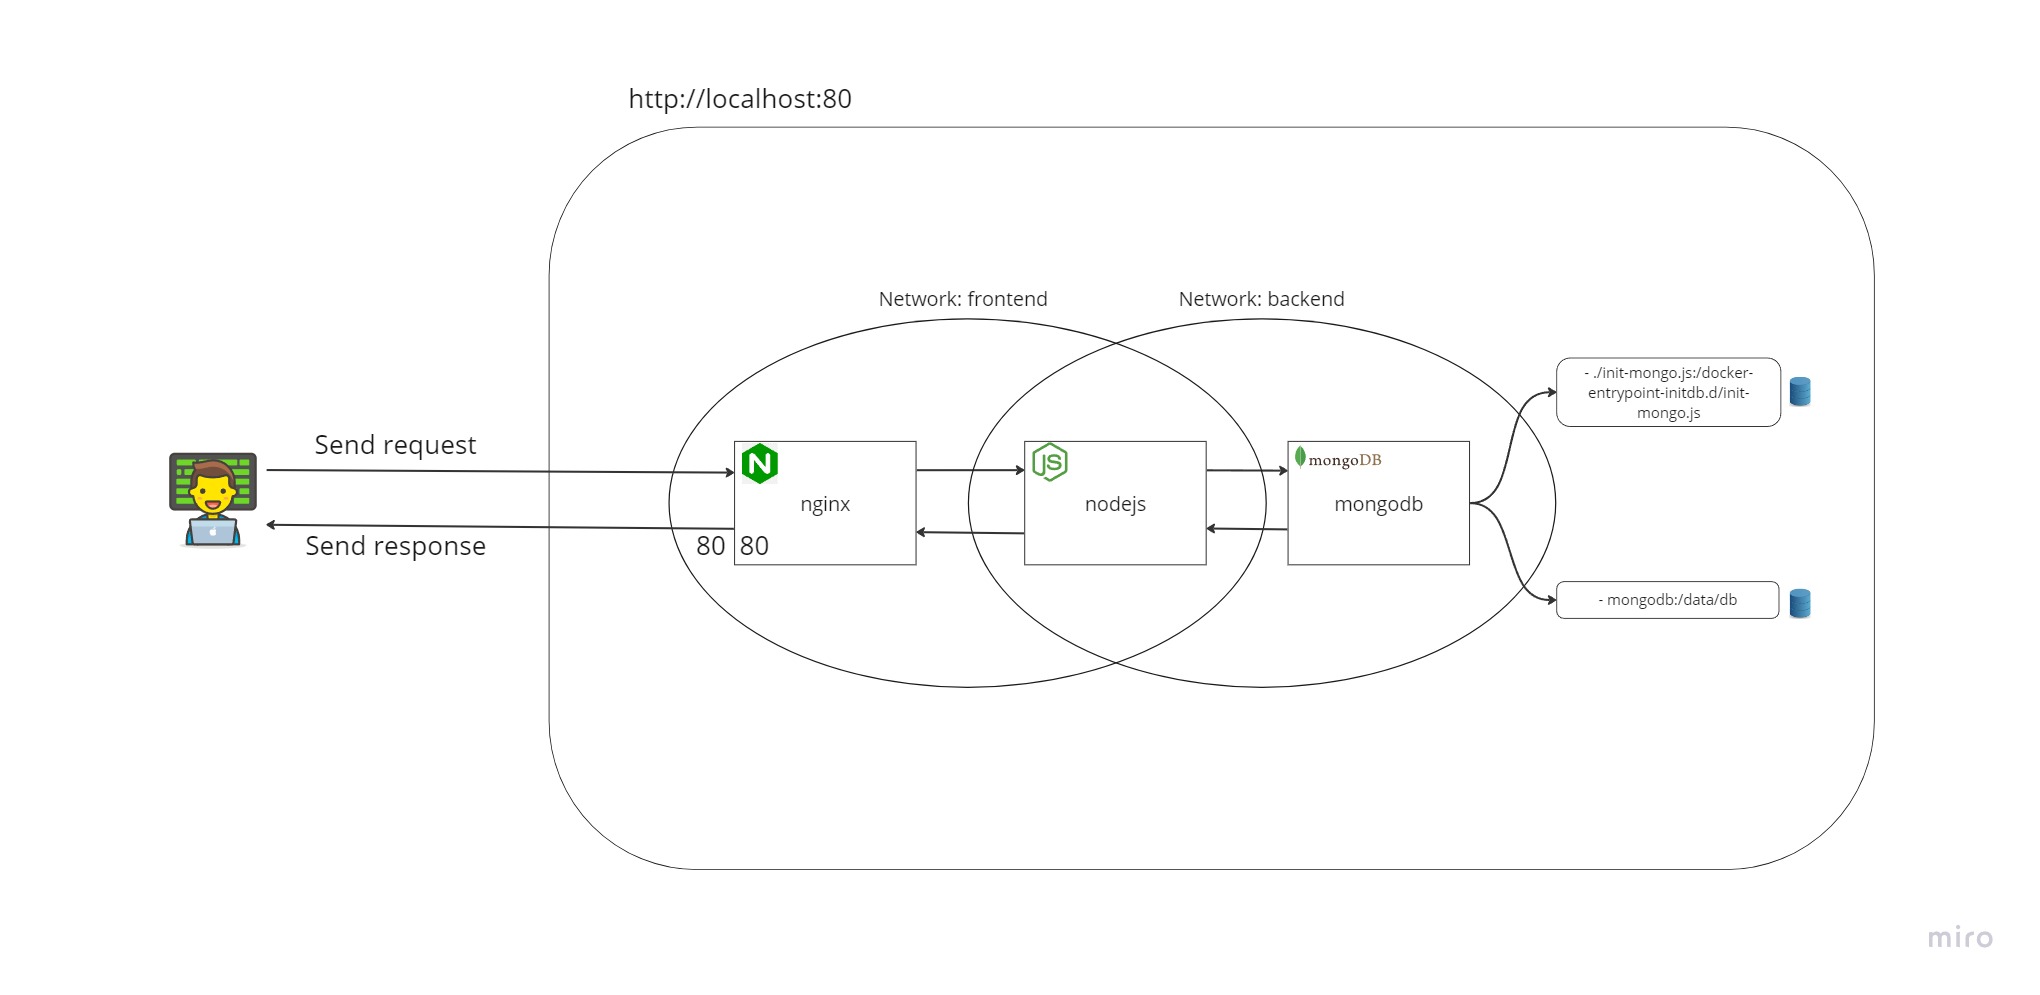 http://localhost:80
Network: frontend
Network: backend
- ./init-mongo.js:/docker-
entrypoint-initdb.d/init-
mongo.js
Send request
N
JS
mongoDB
nginx
nodejs
mongodb
Send response
80
80
- mongodb:/data/db
miro